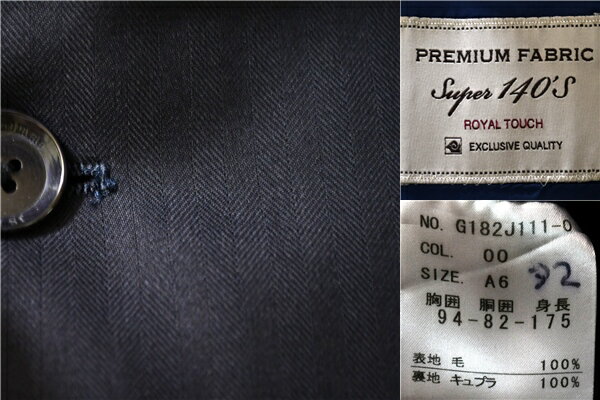 PREMIUM FABRIC
Super 140'S
ROYAL TOUCH
EXCLUSIVE QUALITY
NO. G182J111-0
COL. 00
SIZE. A6 92
胸囲 胴囲 身長
94-82-175
表地 毛 100%
裏地 キュプラ 100%